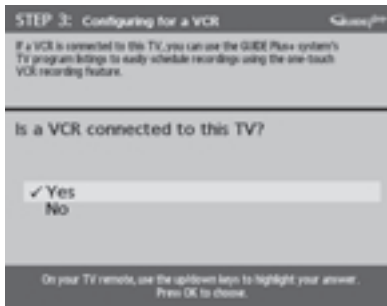 STEP 3: Configuring for a VCR
If a VCR is connected to this TV, you can use the GUIDE Plus+ system's
TV program listings to easily schedule recordings using the one-touch
VCR recording feature.
Is a VCR connected to this TV?
✓ Yes
No
On your TV remote, use the up/down keys to highlight your answer.
Press OK to choose.